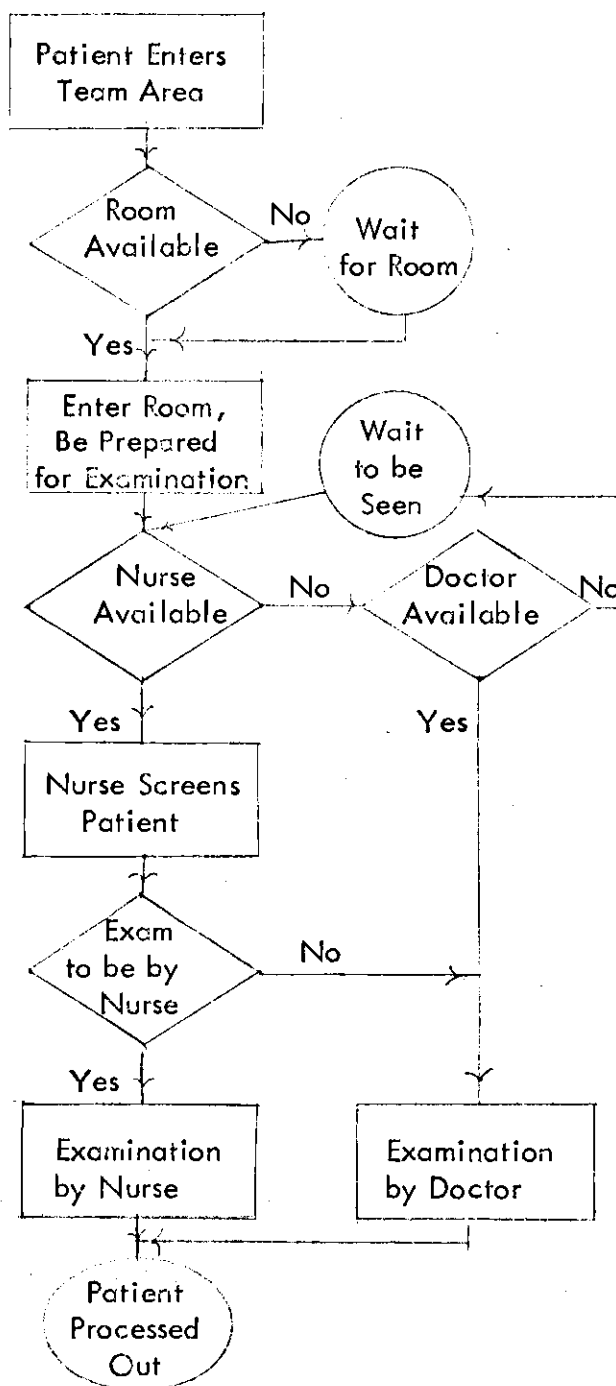 Patient Enters
Team Area
Room
Available
No
Wait
for Room
Yes
Enter Room,
Be Prepared
for Examination
Wait
to be
Seen
Nurse
Available
No
Doctor
Available
No
Yes
Yes
Nurse Screens
Patient
Exam
to be by
Nurse
No
Yes
Examination
by Nurse
Examination
by Doctor
Patient
Processed
Out